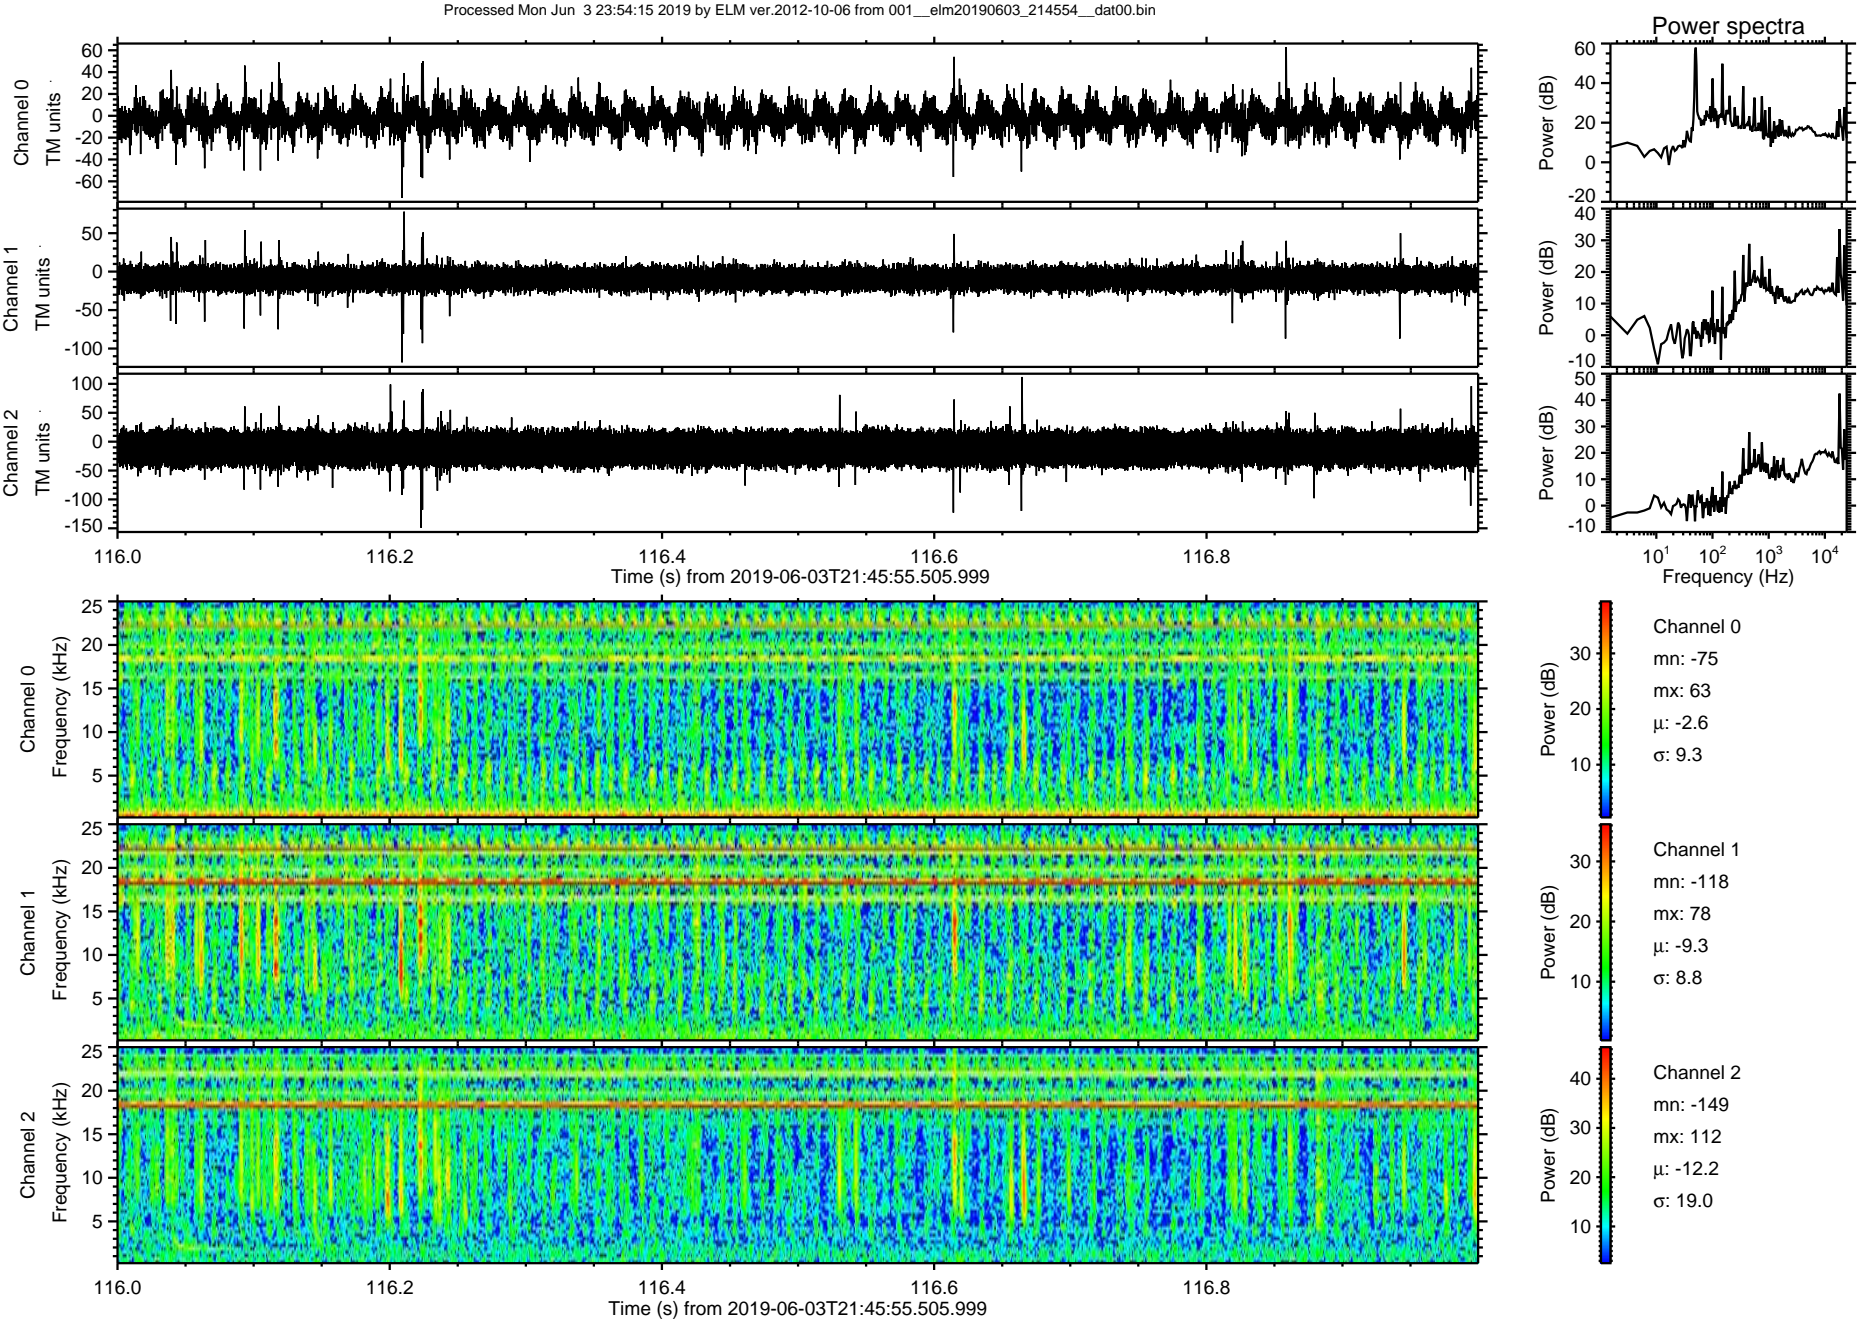 Processed Mon Jun  3 23:54:15 2019 by ELM ver.2012-10-06 from 001__elm20190603_214554__dat00.bin
Power spectra
Channel 0
TM units
60
40
20
0
-20
-40
-60
Power (dB)
60
40
20
0
-20
Channel 1
TM units
50
0
-50
-100
Power (dB)
40
30
20
10
0
-10
Channel 2
TM units
100
50
0
-50
-100
-150
Power (dB)
50
40
30
20
10
0
-10
116.0 116.2 116.4 116.6 116.8
Time (s) from 2019-06-03T21:45:55.505.999
10¹ 10² 10³ 10⁴
Frequency (Hz)
Channel 0
Frequency (kHz)
25
20
15
10
5
Power (dB)
30
20
10
Channel 0
mn: -75
mx: 63
μ: -2.6
σ: 9.3
Channel 1
Frequency (kHz)
25
20
15
10
5
Power (dB)
30
20
10
Channel 1
mn: -118
mx: 78
μ: -9.3
σ: 8.8
Channel 2
Frequency (kHz)
25
20
15
10
5
Power (dB)
40
30
20
10
Channel 2
mn: -149
mx: 112
μ: -12.2
σ: 19.0
116.0 116.2 116.4 116.6 116.8
Time (s) from 2019-06-03T21:45:55.505.999